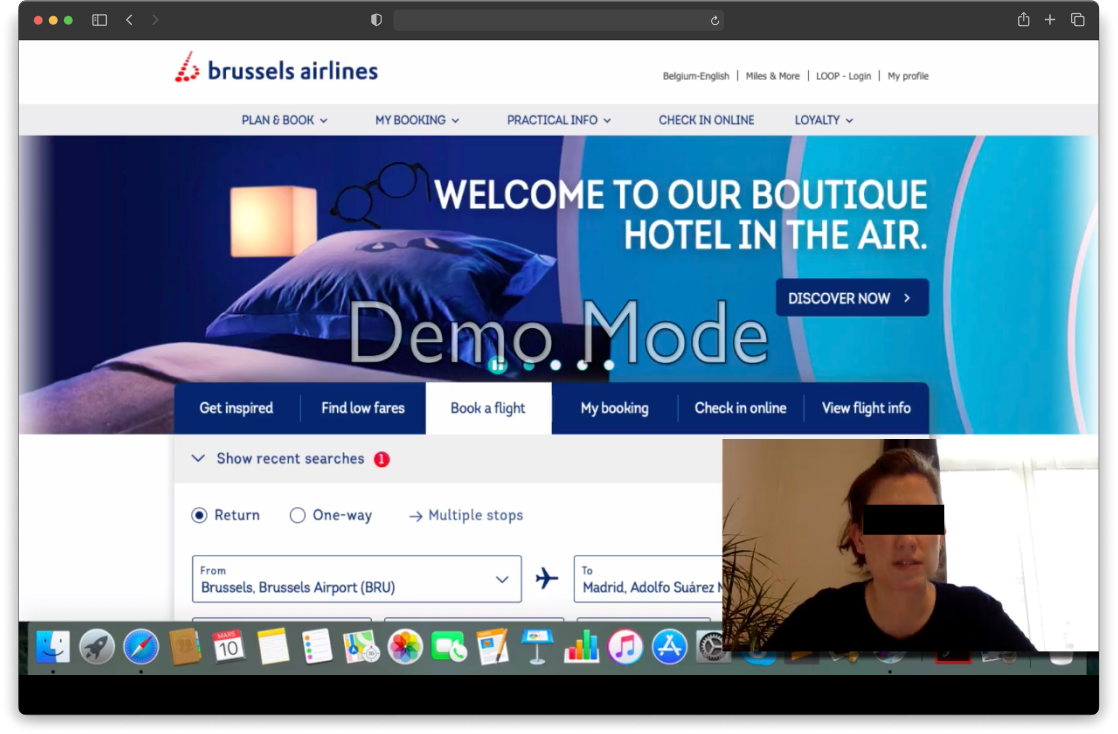 brussels airlines
Belgium-English | Miles & More | LOOP - Login | My profile
PLAN & BOOK
MY BOOKING
PRACTICAL INFO
CHECK IN ONLINE
LOYALTY
WELCOME TO OUR BOUTIQUE
HOTEL IN THE AIR.
DISCOVER NOW
Demo Mode
Get inspired
Find low fares
Book a flight
My booking
Check in online
View flight info
Show recent searches 1
Return
One-way
Multiple stops
From
Brussels, Brussels Airport (BRU)
To
Madrid, Adolfo Suárez
MARS
10